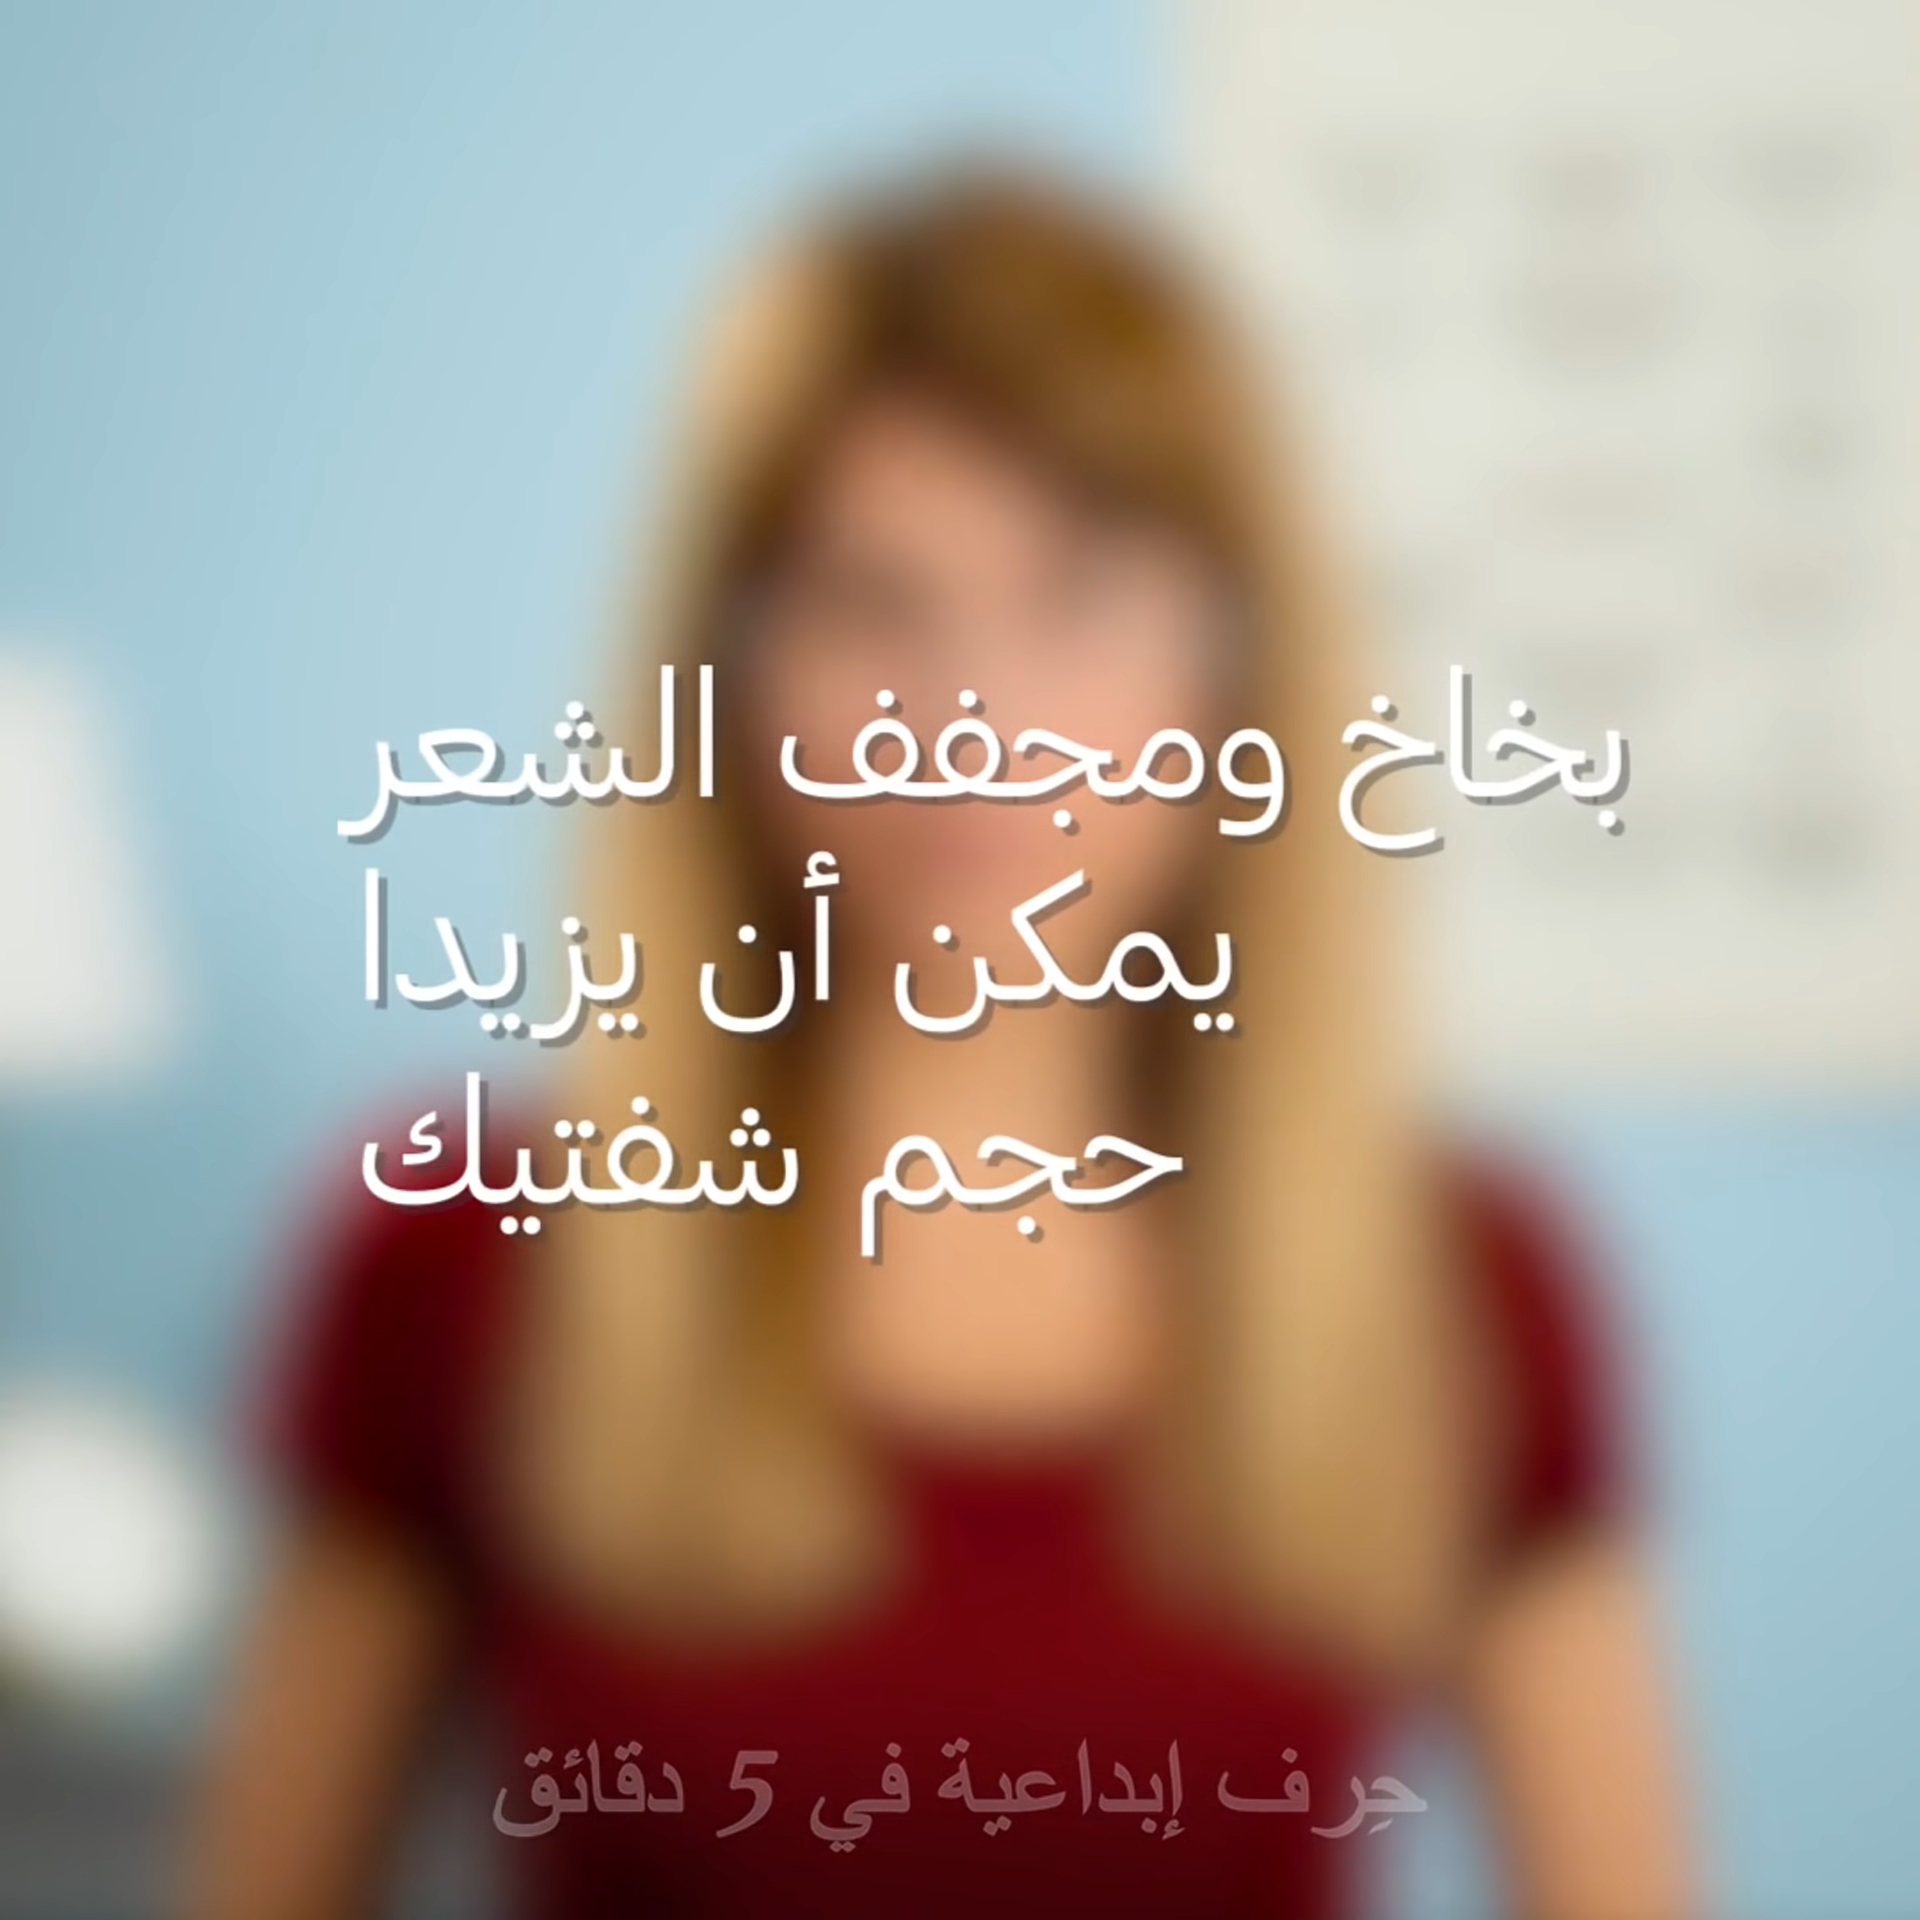 بخاخ ومجفف الشعر
يمكن أن يزيدا
حجم شفتيك
حِرف إبداعية في 5 دقائق